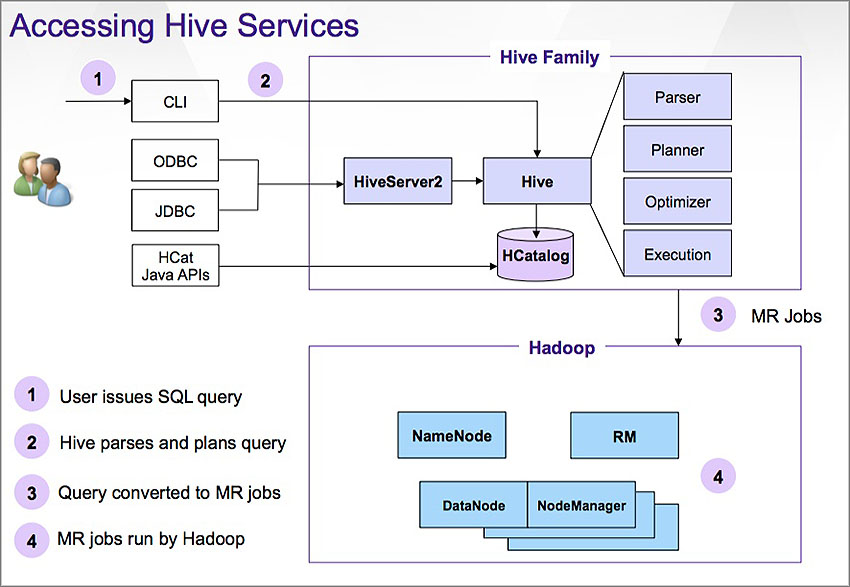 Accessing Hive Services
Hive Family
1
2
CLI
ODBC
JDBC
HCat
Java APIs
HiveServer2
Hive
HCatalog
Parser
Planner
Optimizer
Execution
3 MR Jobs
Hadoop
NameNode
RM
DataNode
NodeManager
4
1 User issues SQL query
2 Hive parses and plans query
3 Query converted to MR jobs
4 MR jobs run by Hadoop